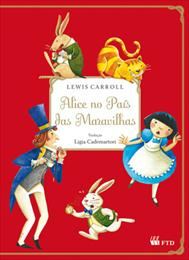 LEWIS CARROLL
Alice no País
das Maravilhas
Tradução
Ligia Cademartori
FTD